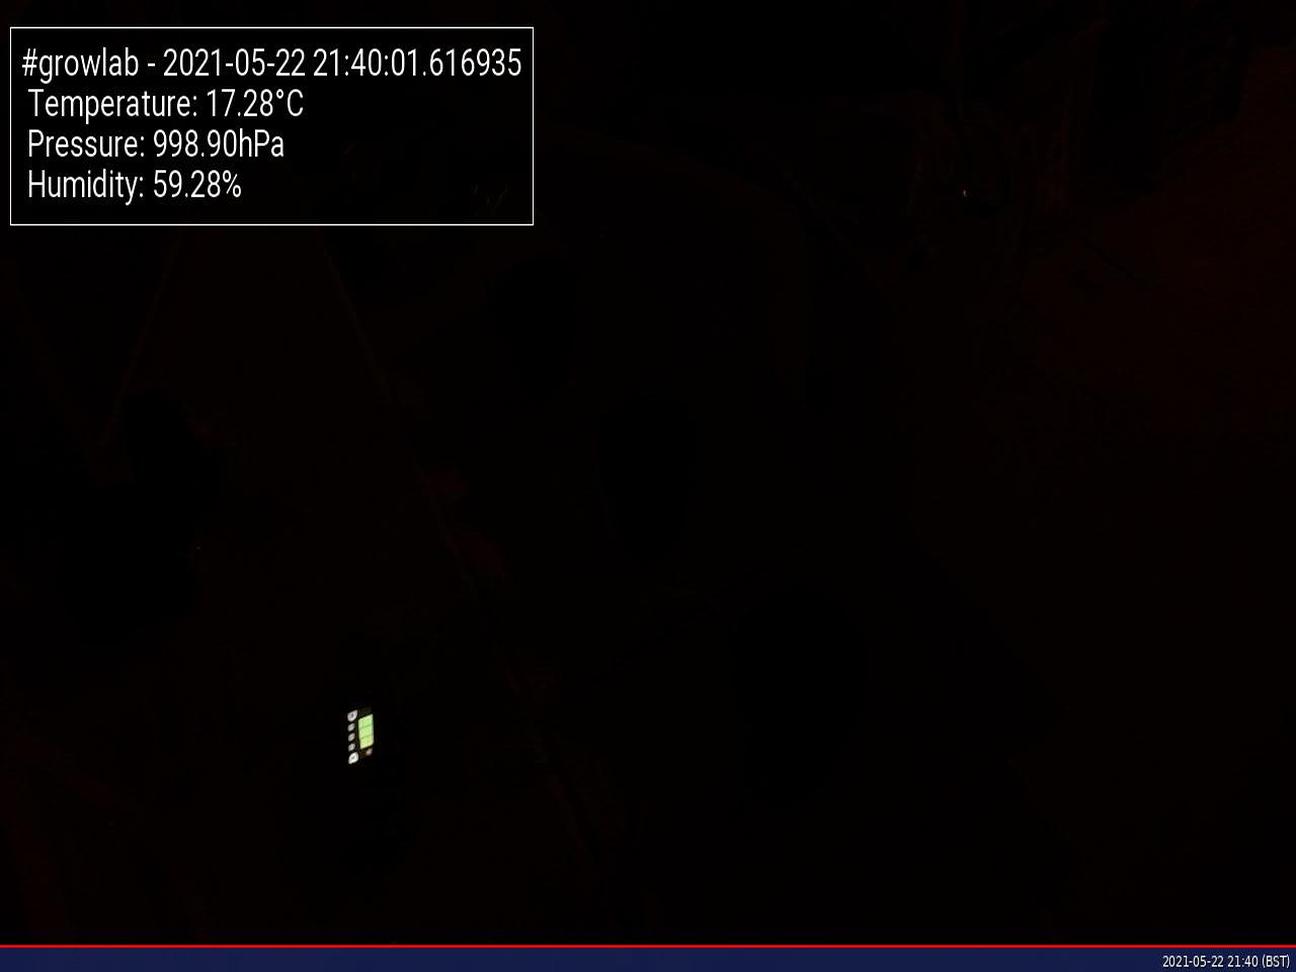 #growlab - 2021-05-22 21:40:01.616935
Temperature: 17.28°C
Pressure: 998.90hPa
Humidity: 59.28%
2021-05-22 21:40 (BST)